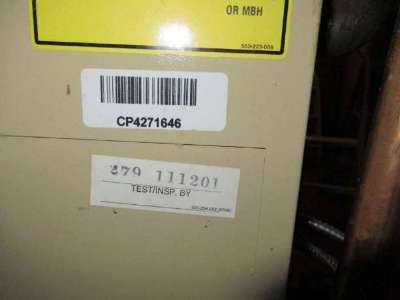 OR MBH
CP4271646
279 111201
TEST/INSP. BY